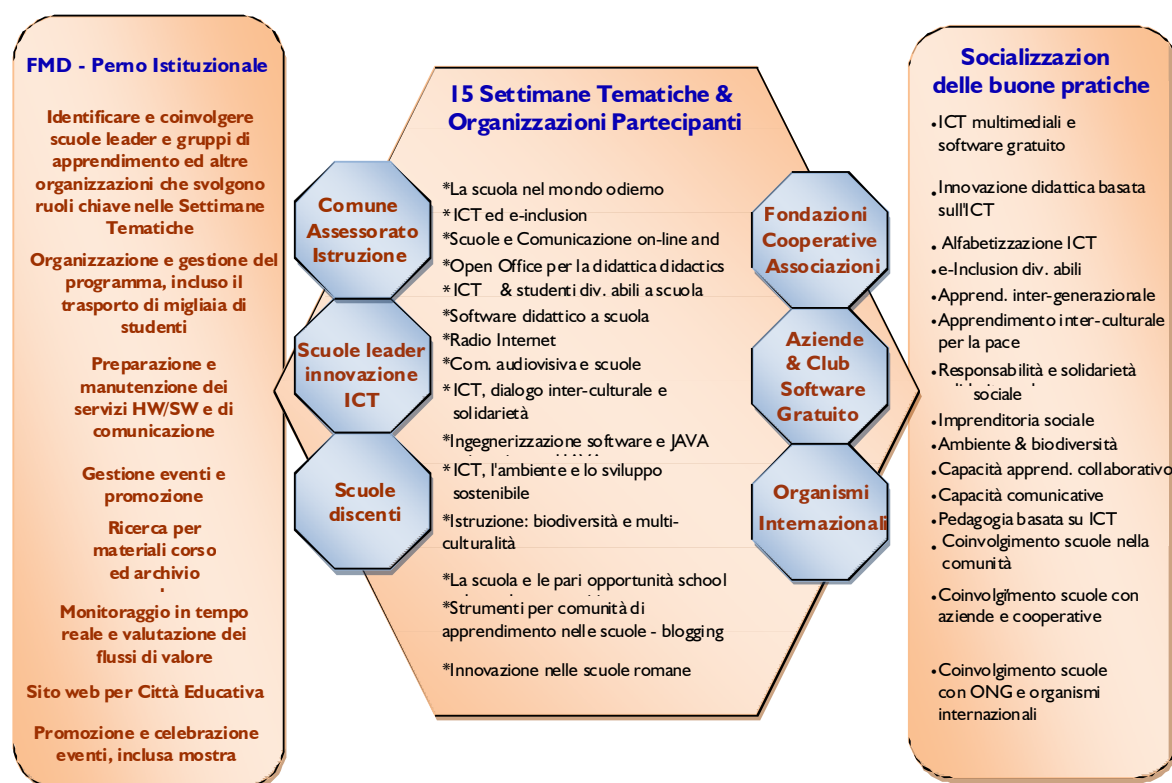 FMD - Perno Istituzionale
Identificare e coinvolgere
scuole leader e gruppi di
apprendimento ed altre
organizzazioni che svolgono
ruoli chiave nelle Settimane
Tematiche
Organizzazione e gestione del
programma, incluso il
trasporto di migliaia di
studenti
Preparazione e
manutenzione dei
servizi HW/SW e di
comunicazione
Gestione eventi e
promozione
Ricerca per
materiali corso
ed archivio
Monitoraggio in tempo
reale e valutazione dei
flussi di valore
Sito web per Città Educativa
Promozione e celebrazione
eventi, inclusa mostra
Comune
Assessorato
Istruzione
Scuole leader
innovazione
ICT
Scuole
discenti
15 Settimane Tematiche &
Organizzazioni Partecipanti
*La scuola nel mondo odierno
* ICT ed e-inclusion
*Scuole e Comunicazione on-line and
*Open Office per la didattica didactics
* ICT & studenti div. abili a scuola
*Software didattico a scuola
*Radio Internet
*Com. audiovisiva e scuole
* ICT, dialogo inter-culturale e
solidarietà
*Ingegnerizzazione software e JAVA
* ICT, l'ambiente e lo sviluppo
sostenibile
*Istruzione: biodiversità e multi-
culturalità
*La scuola e le pari opportunità school
*Strumenti per comunità di
apprendimento nelle scuole - blogging
*Innovazione nelle scuole romane
Fondazioni
Cooperative
Associazioni
Aziende
& Club
Software
Gratuito
Organismi
Internazionali
Socializzazion
delle buone pratiche
•ICT multimediali e
software gratuito
•Innovazione didattica basata
sull'ICT
• Alfabetizzazione ICT
•e-Inclusion div. abili
•Apprend. inter-generazionale
•Apprendimento inter-culturale
per la pace
•Responsabilità e solidarietà
sociale
•Imprenditoria sociale
•Ambiente & biodiversità
•Capacità apprend. collaborativo
•Capacità comunicative
•Pedagogia basata su ICT
• Coinvolgimento scuole nella
comunità
•Coinvolgimento scuole con
aziende e cooperative
•Coinvolgimento scuole
con ONG e organismi
internazionali